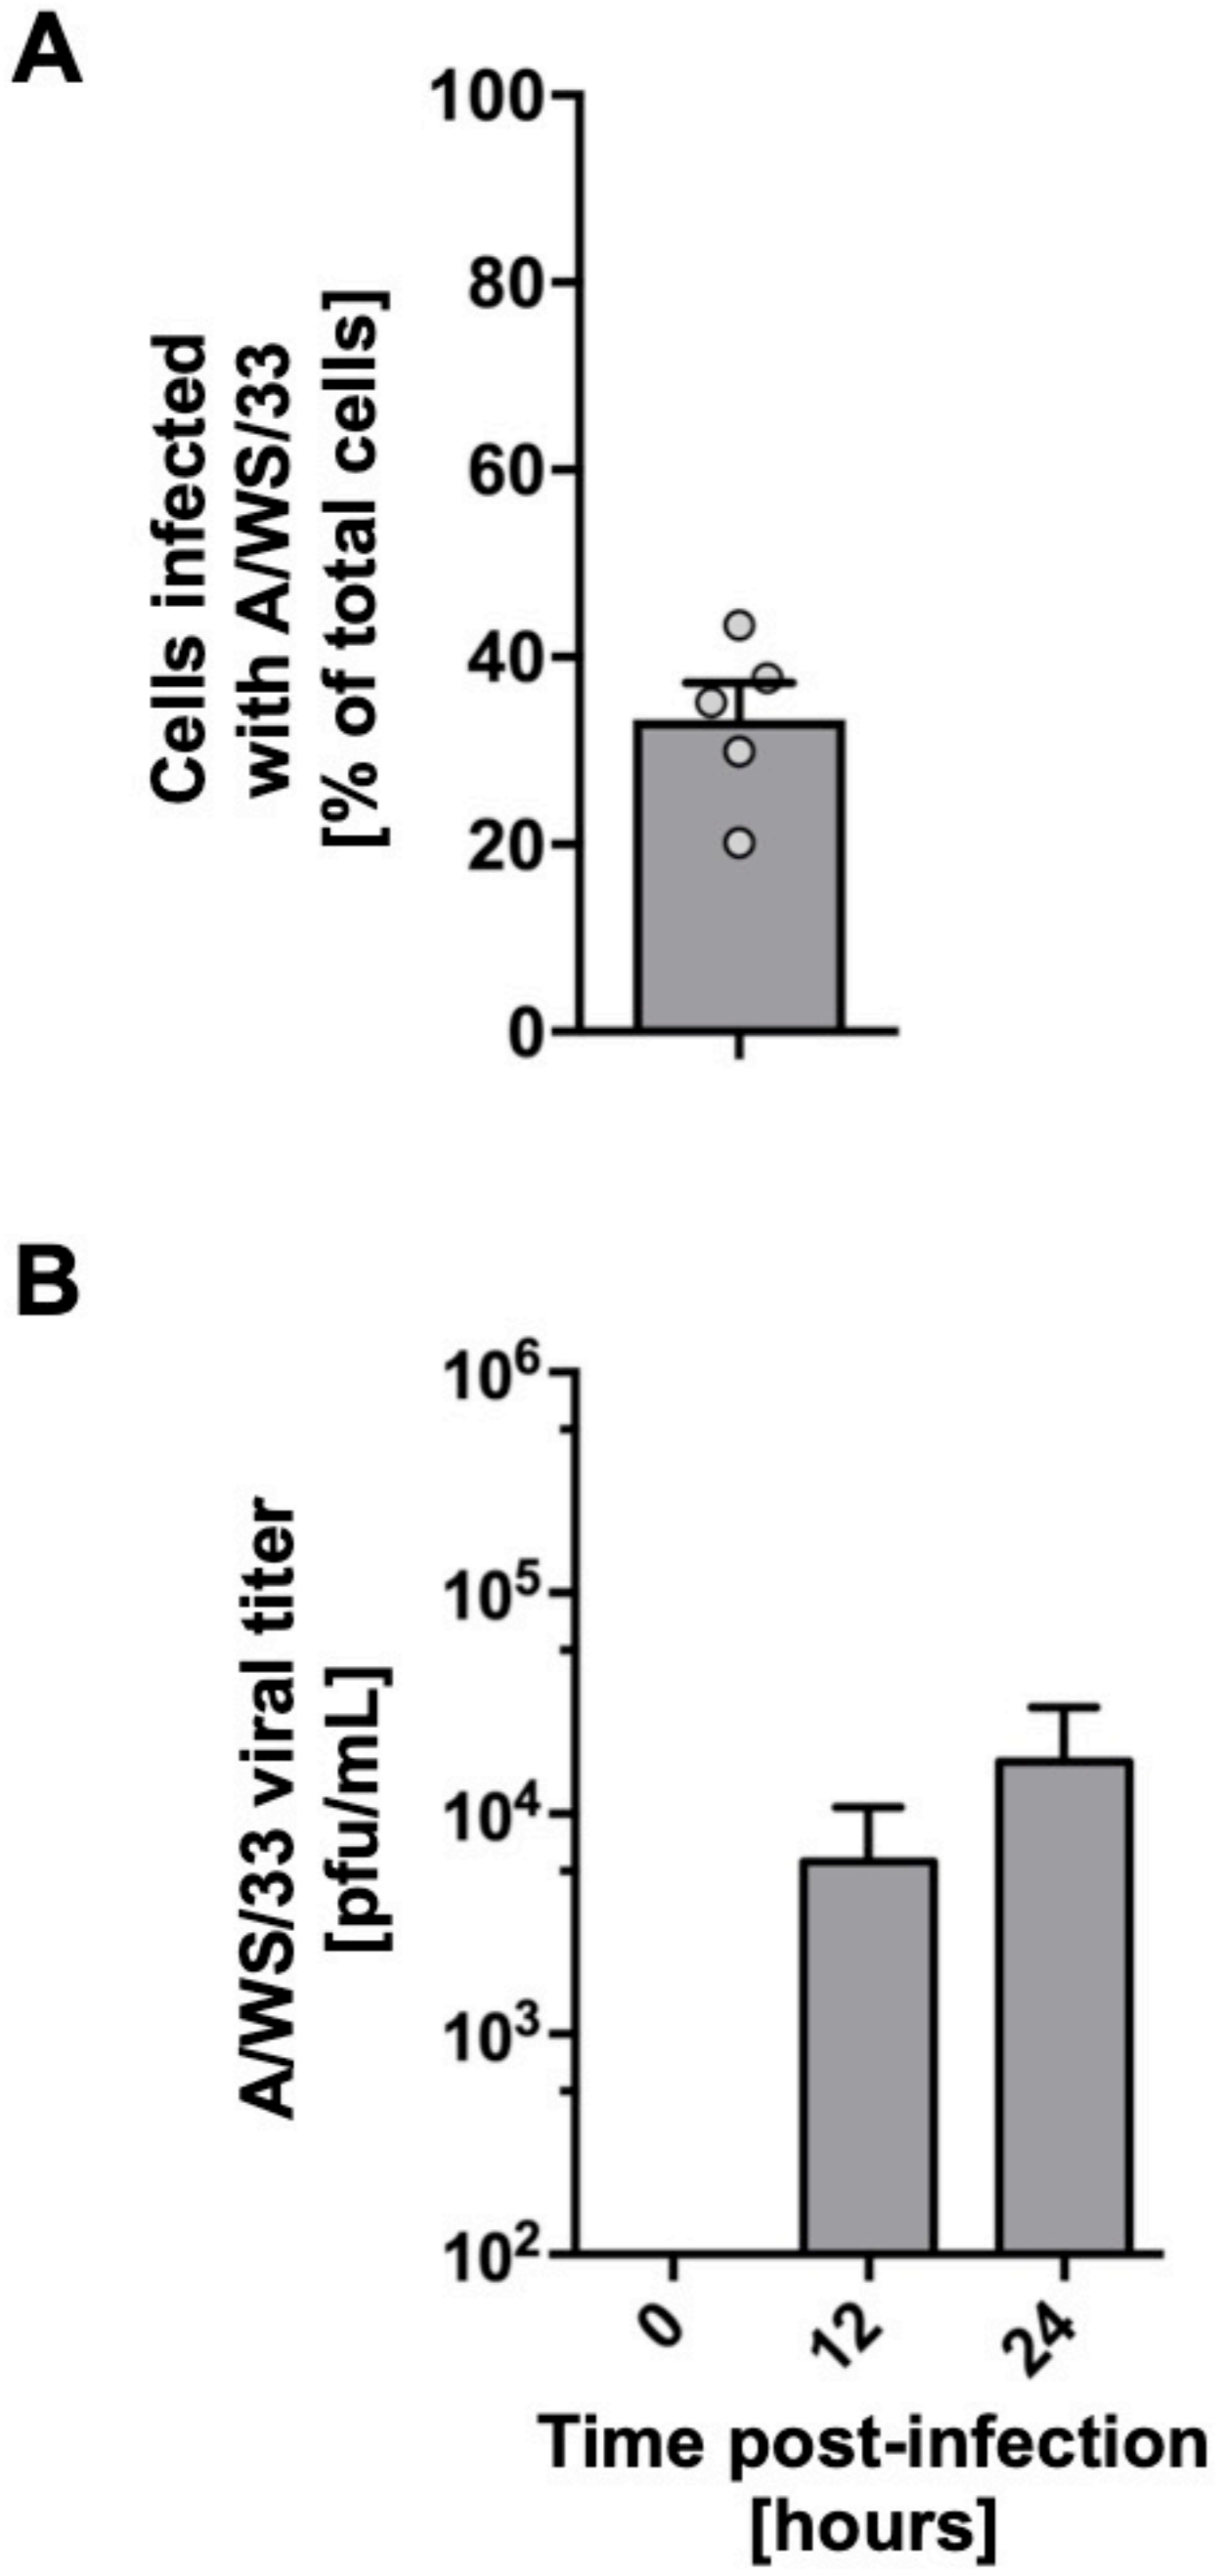 A
Cells infected
with A/WS/33
[% of total cells]
100
80
60
40
20
0
B
A/WS/33 viral titer
[pfu/mL]
10⁶
10⁵
10⁴
10³
10²
0
12
24
Time post-infection
[hours]